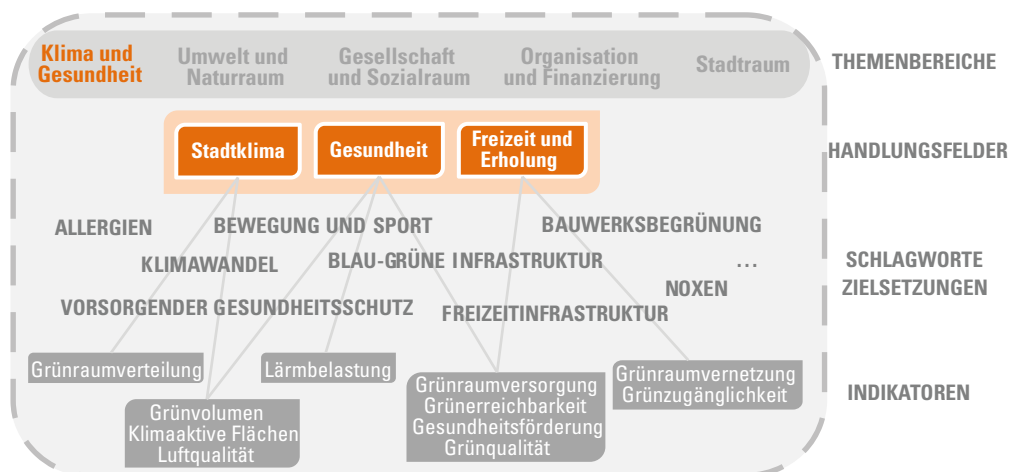 Klima und
Gesundheit
Umwelt und
Naturraum
Gesellschaft
und Sozialraum
Organisation
und Finanzierung
Stadtraum
THEMENBEREICHE
Stadtklima
Gesundheit
Freizeit und
Erholung
HANDLUNGSFELDER
ALLERGIEN
BEWEGUNG UND SPORT
BAUWERKSBEGRÜNUNG
KLIMAWANDEL
BLAU-GRÜNE INFRASTRUKTUR
...
NOXEN
VORSORGENDER GESUNDHEITSSCHUTZ
FREIZEITINFRASTRUKTUR
SCHLAGWORTE
ZIELSETZUNGEN
Grünraumverteilung
Lärmbelastung
Grünvolumen
Klimaaktive Flächen
Luftqualität
Grünraumversorgung
Grünerreichbarkeit
Gesundheitsförderung
Grünqualität
Grünraumvernetzung
Grünzugänglichkeit
INDIKATOREN